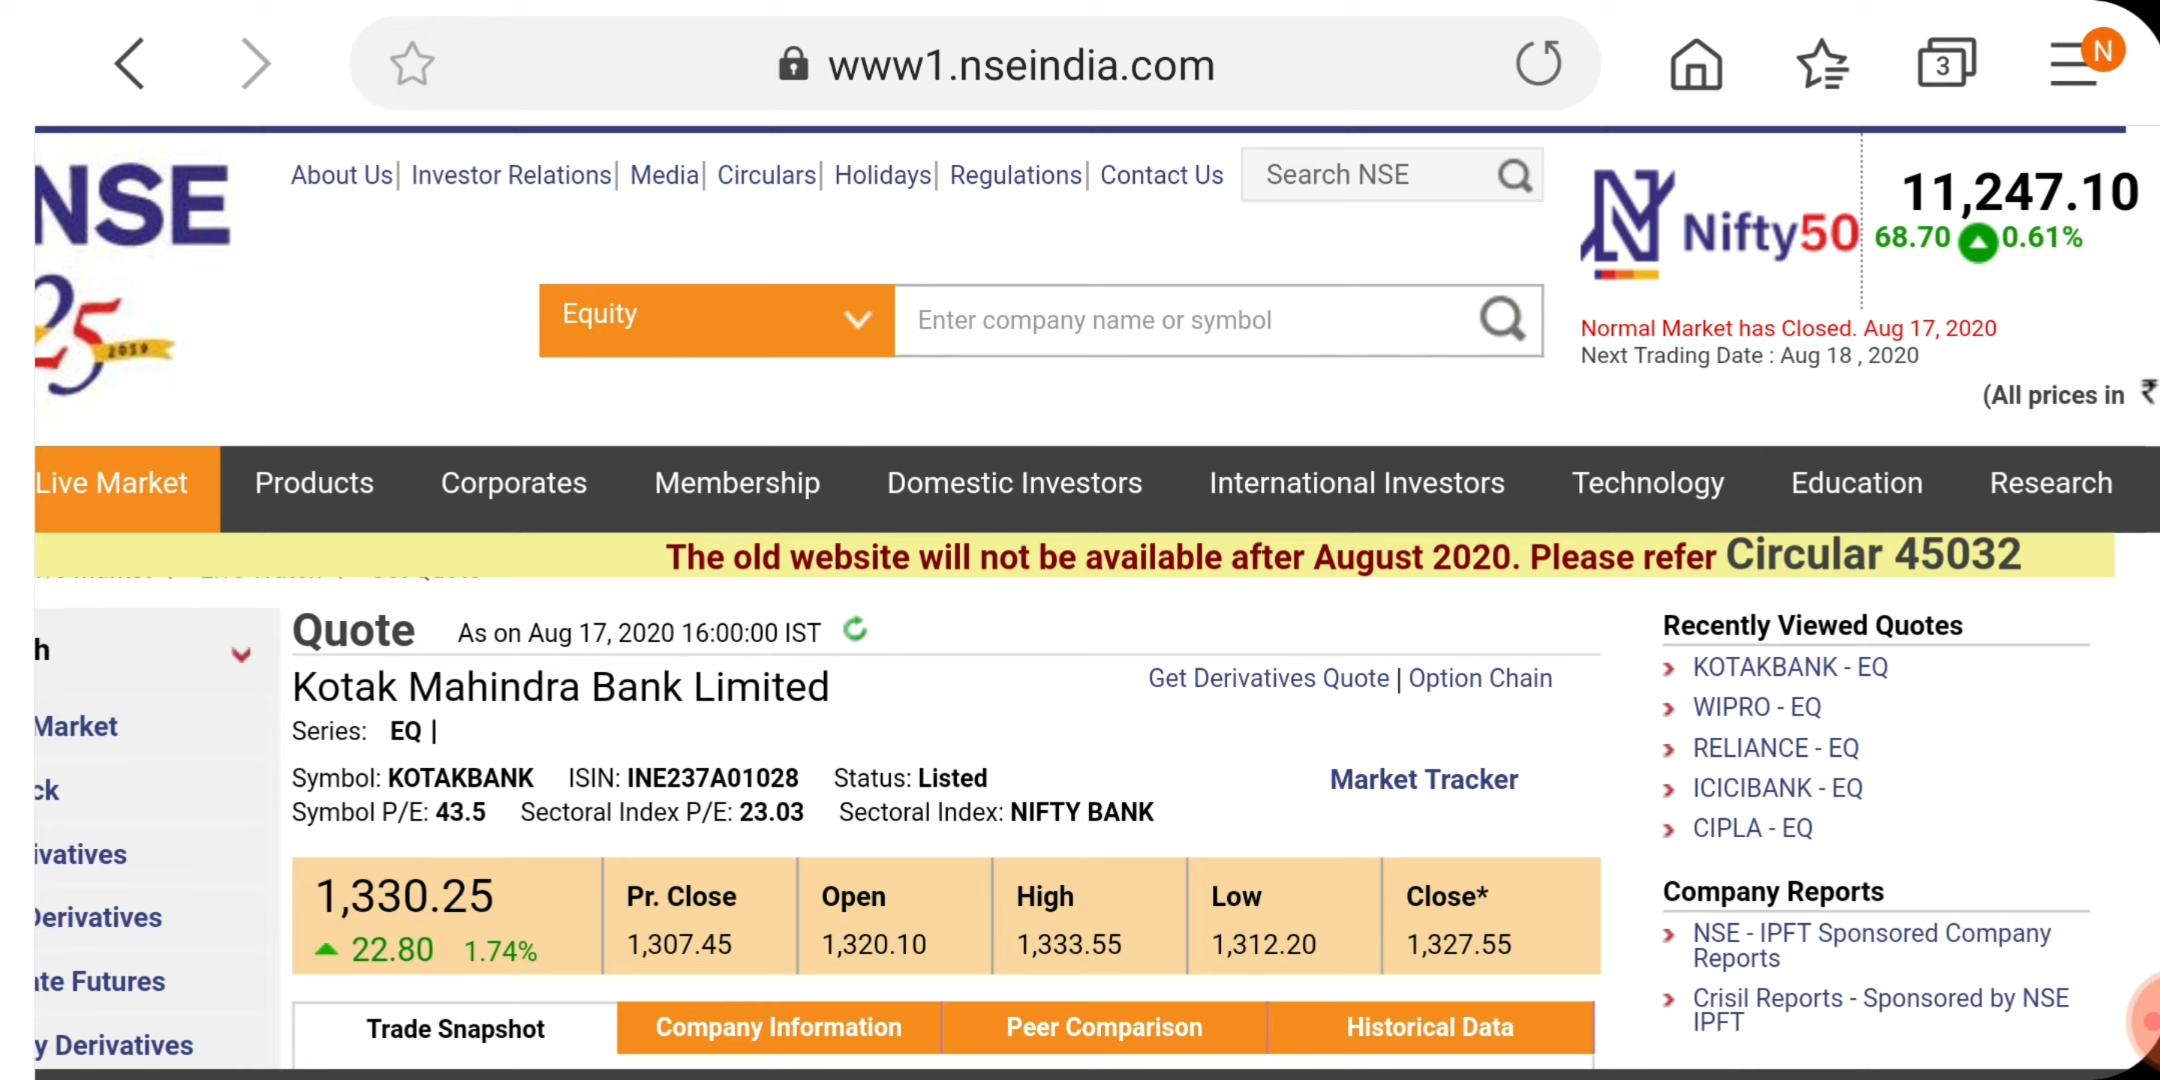 www1.nseindia.com
3
N
NSE
About Us| Investor Relations| Media| Circulars| Holidays| Regulations| Contact Us
Search NSE
25
2019
Nifty50
11,247.10
68.70 0.61%
Equity
Enter company name or symbol
Normal Market has Closed. Aug 17, 2020
Next Trading Date : Aug 18 , 2020
(All prices in ₹
Live Market Products Corporates Membership Domestic Investors International Investors Technology Education Research
The old website will not be available after August 2020. Please refer Circular 45032
h
Market
ck
ivatives
Derivatives
ate Futures
y Derivatives
Quote As on Aug 17, 2020 16:00:00 IST
Kotak Mahindra Bank Limited
Get Derivatives Quote | Option Chain
Series: EQ |
Symbol: KOTAKBANK ISIN: INE237A01028 Status: Listed
Market Tracker
Symbol P/E: 43.5 Sectoral Index P/E: 23.03 Sectoral Index: NIFTY BANK
1,330.25 Pr. Close Open High Low Close*
22.80 1.74% 1,307.45 1,320.10 1,333.55 1,312.20 1,327.55
Trade Snapshot Company Information Peer Comparison Historical Data
Recently Viewed Quotes
KOTAKBANK - EQ
WIPRO - EQ
RELIANCE - EQ
ICICIBANK - EQ
CIPLA - EQ
Company Reports
NSE - IPFT Sponsored Company
Reports
Crisil Reports - Sponsored by NSE
IPFT